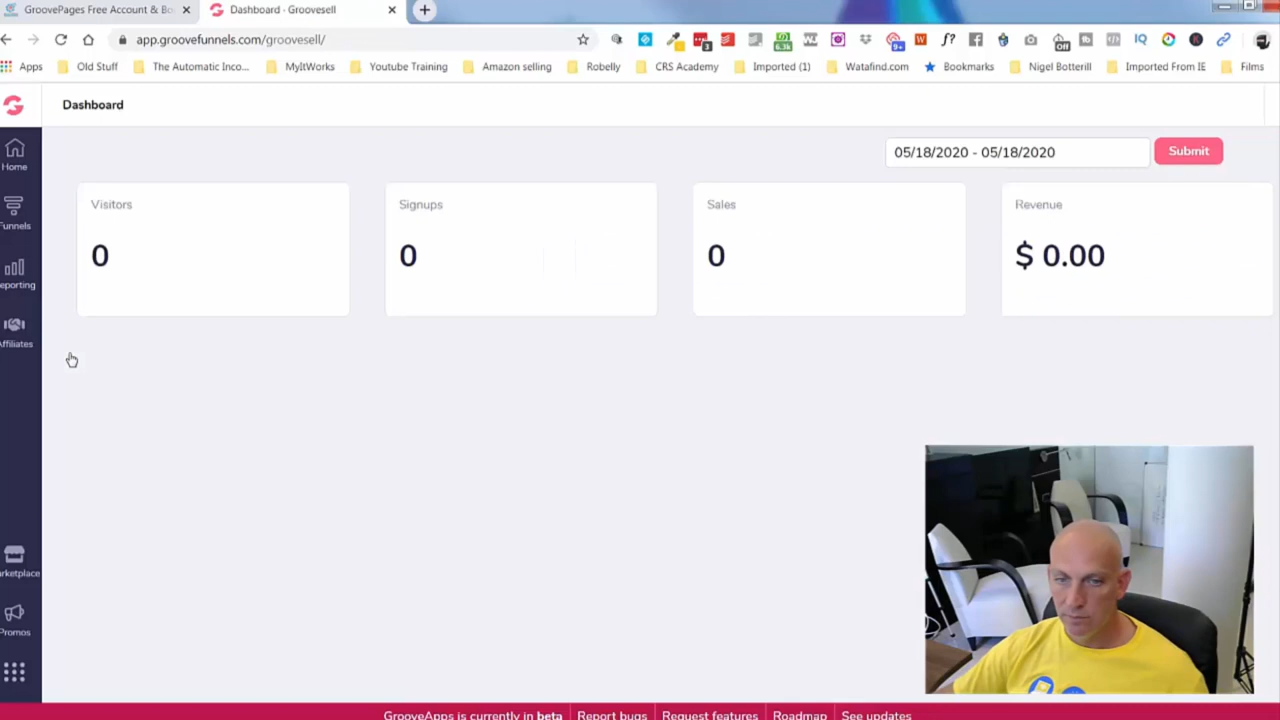 GroovePages Free Account & Bo
Dashboard - Groovesell
app.groovefunnels.com/groovesell/
Apps
Old Stuff
The Automatic Inco...
MyItWorks
Youtube Training
Amazon selling
Robelly
CRS Academy
Imported (1)
Watafind.com
Bookmarks
Nigel Botterill
Imported From IE
Films
Dashboard
05/18/2020 - 05/18/2020
Submit
Home
Funnels
eporting
Affiliates
arketplace
Promos
Visitors
0
Signups
0
Sales
0
Revenue
$ 0.00
GrooveApps is currently in beta
Report bugs
Request features
Roadmap
See updates